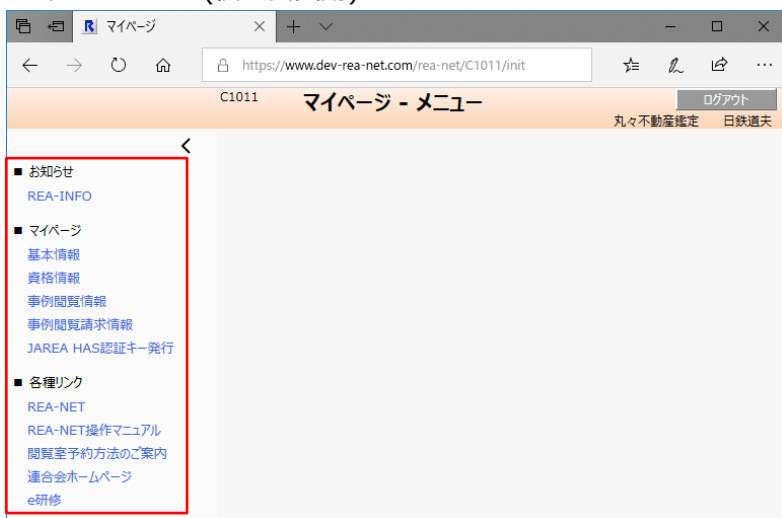 マイページ
https://www.dev-rea-net.com/rea-net/C1011/init
C1011 マイページ - メニュー ログアウト
丸々不動産鑑定 日鉄道夫
■ お知らせ
REA-INFO
■ マイページ
基本情報
資格情報
事例閲覧情報
事例閲覧請求情報
JAREA HAS認証キー発行
■ 各種リンク
REA-NET
REA-NET操作マニュアル
閲覧室予約方法のご案内
連合会ホームページ
e研修